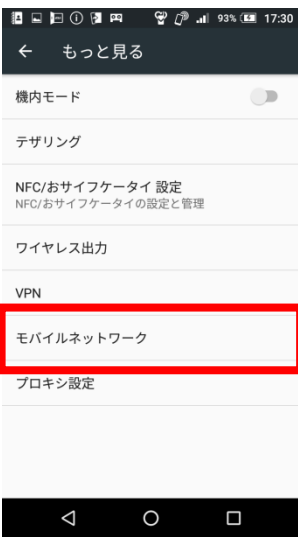 93% 17:30
もっと見る
機内モード
テザリング
NFC/おサイフケータイ 設定
NFC/おサイフケータイの設定と管理
ワイヤレス出力
VPN
モバイルネットワーク
プロキシ設定